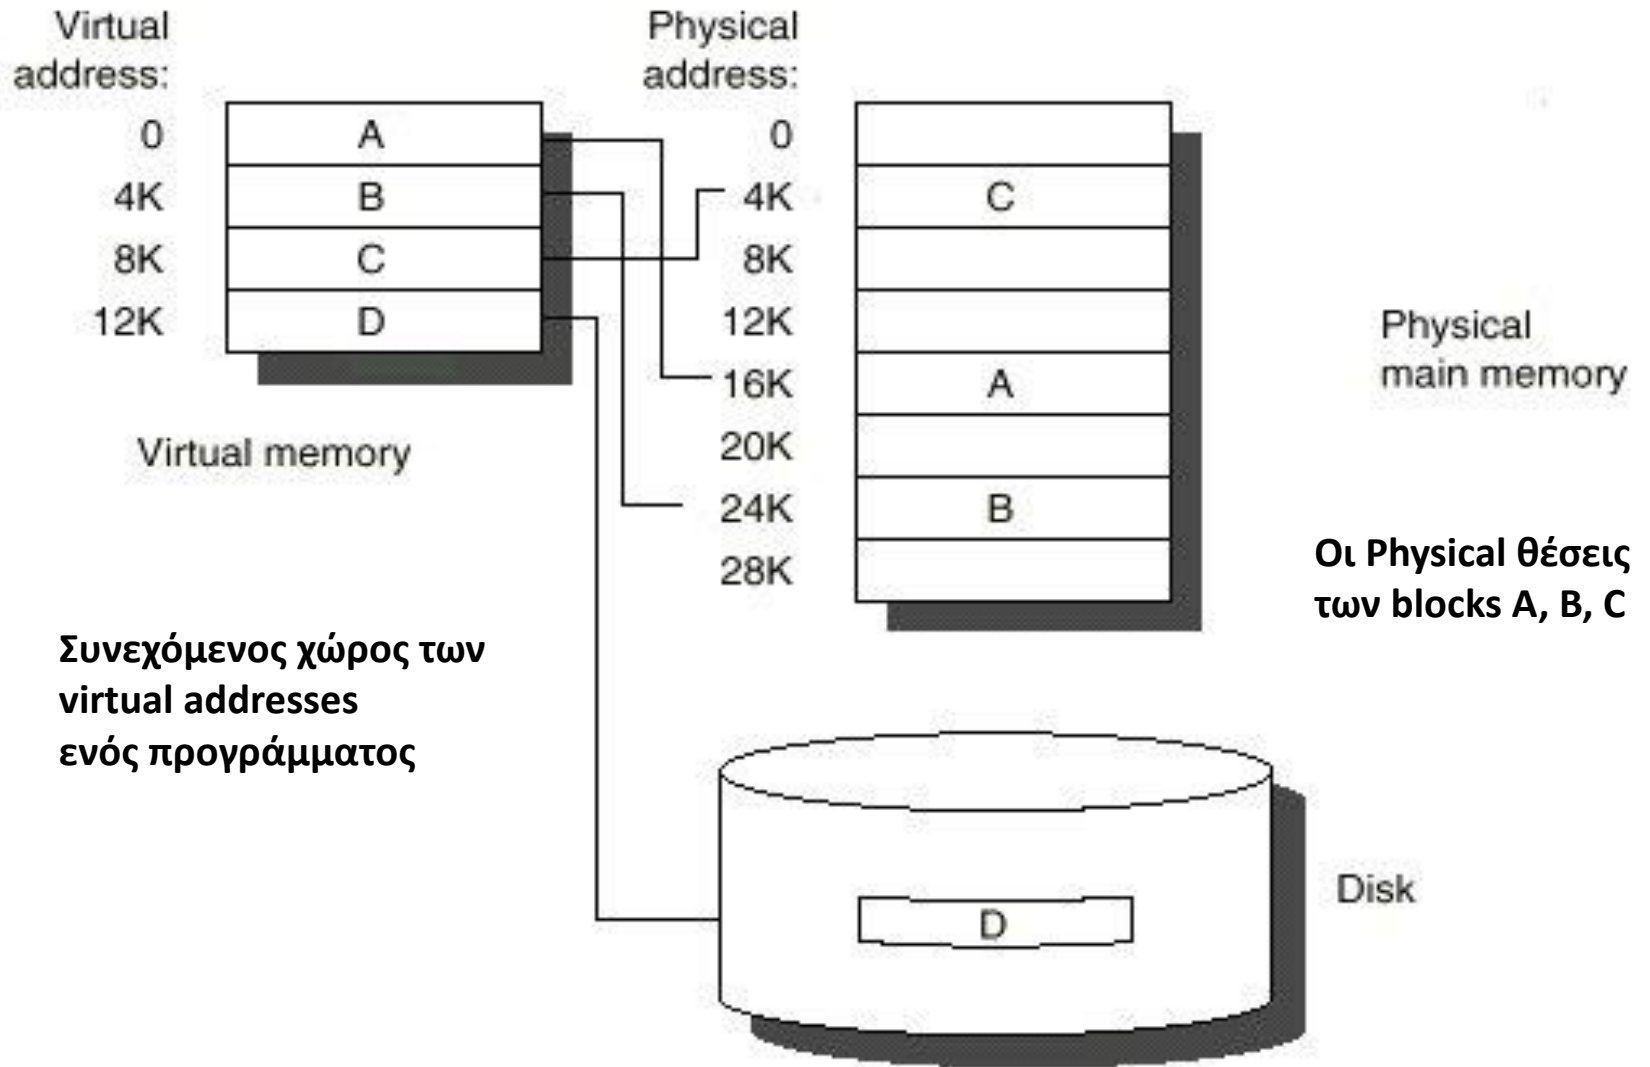 Virtual
address:
0
4K
8K
12K
A
B
C
D
Virtual memory
Physical
address:
0
4K
8K
12K
16K
20K
24K
28K
C
A
B
Physical
main memory
Οι Physical θέσεις
των blocks A, B, C
Συνεχόμενος χώρος των
virtual addresses
ενός προγράμματος
D
Disk